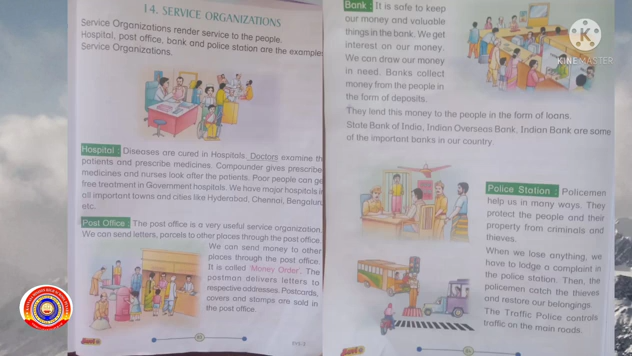 14. SERVICE ORGANIZATIONS
Service Organizations render service to the people.
Hospital, post office, bank and police station are the examples
Service Organizations.
Hospital : Diseases are cured in Hospitals. Doctors examine th
patients and prescribe medicines. Compounder gives prescribe
medicines and nurses look after the patients. Poor people can ge
free treatment in Government hospitals. We have major hospitals in
all important towns and cities like Hyderabad, Chennai, Bengalun
etc.
Post Office : The post office is a very useful service organization.
We can send letters, parcels to other places through the post office.
We can send money to other
places through the post office.
It is called 'Money Order'. The
postman delivers letters to
respective addresses. Postcards,
covers and stamps are sold in
the post office.
Bank : It is safe to keep
our money and valuable
things in the bank. We get
interest on our money.
We can draw our money
in need. Banks collect
money from the people in
the form of deposits.
They lend this money to the people in the form of loans.
State Bank of India, Indian Overseas Bank, Indian Bank are some
of the important banks in our country.
Police Station : Policemen
help us in many ways. They
protect the people and their
property from criminals and
thieves.
When we lose anything, we
have to lodge a complaint in
the police station. Then, the
policemen catch the thieves
and restore our belongings.
The Traffic Police controls
traffic on the main roads.
KINEMASTER